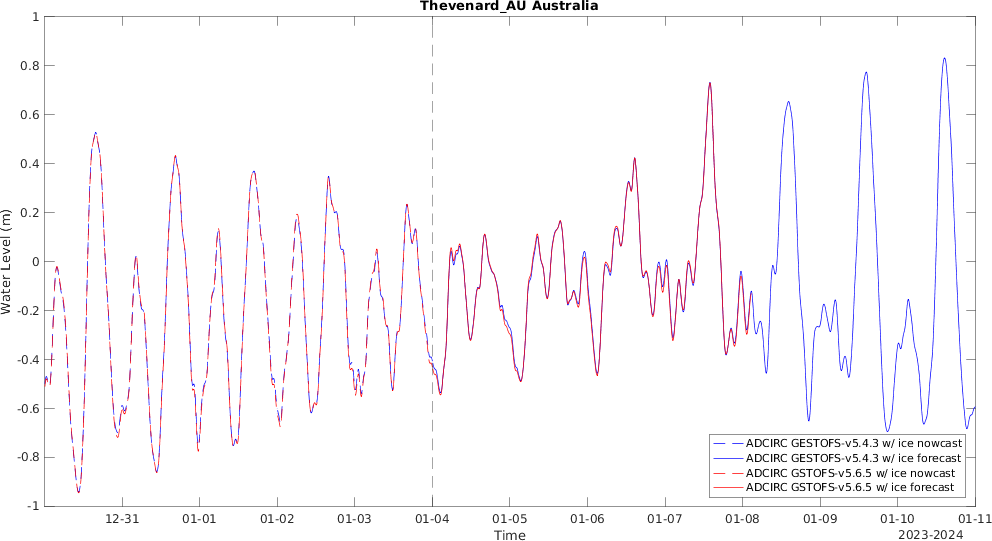 Thevenard_AU Australia
1
0.8
0.6
0.4
0.2
0
-0.2
-0.4
-0.6
-0.8
-1
Water Level (m)
12-31 01-01 01-02 01-03 01-04 01-05 01-06 01-07 01-08 01-09 01-10 01-11
Time
2023-2024
ADCIRC GESTOFS-v5.4.3 w/ ice nowcast
ADCIRC GESTOFS-v5.4.3 w/ ice forecast
ADCIRC GSTOFS-v5.6.5 w/ ice nowcast
ADCIRC GSTOFS-v5.6.5 w/ ice forecast